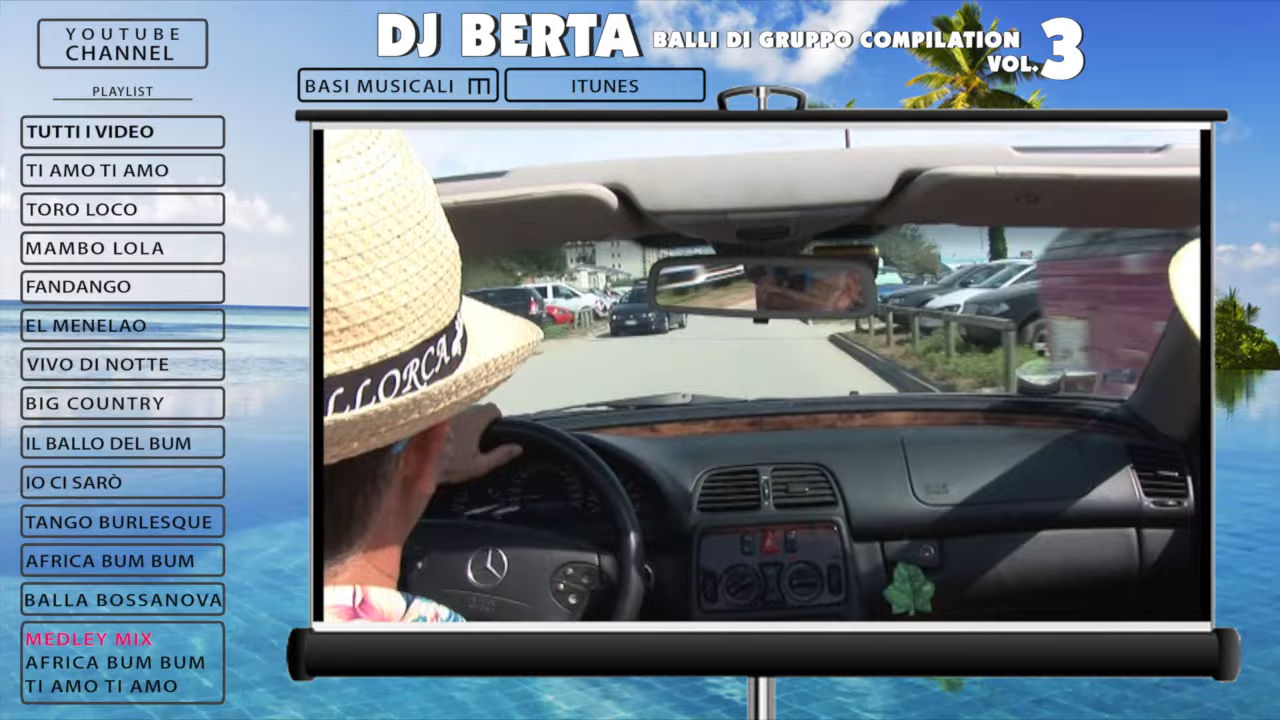 YOUTUBE
CHANNEL
PLAYLIST
TUTTI I VIDEO
TI AMO TI AMO
TORO LOCO
MAMBO LOLA
FANDANGO
EL MENELAO
VIVO DI NOTTE
BIG COUNTRY
IL BALLO DEL BUM
IO CI SARÒ
TANGO BURLESQUE
AFRICA BUM BUM
BALLA BOSSANOVA
MEDLEY MIX
AFRICA BUM BUM
TI AMO TI AMO
DJ BERTA BALLI DI GRUPPO COMPILATION
VOL.3
BASI MUSICALI
ITUNES
LLORCA